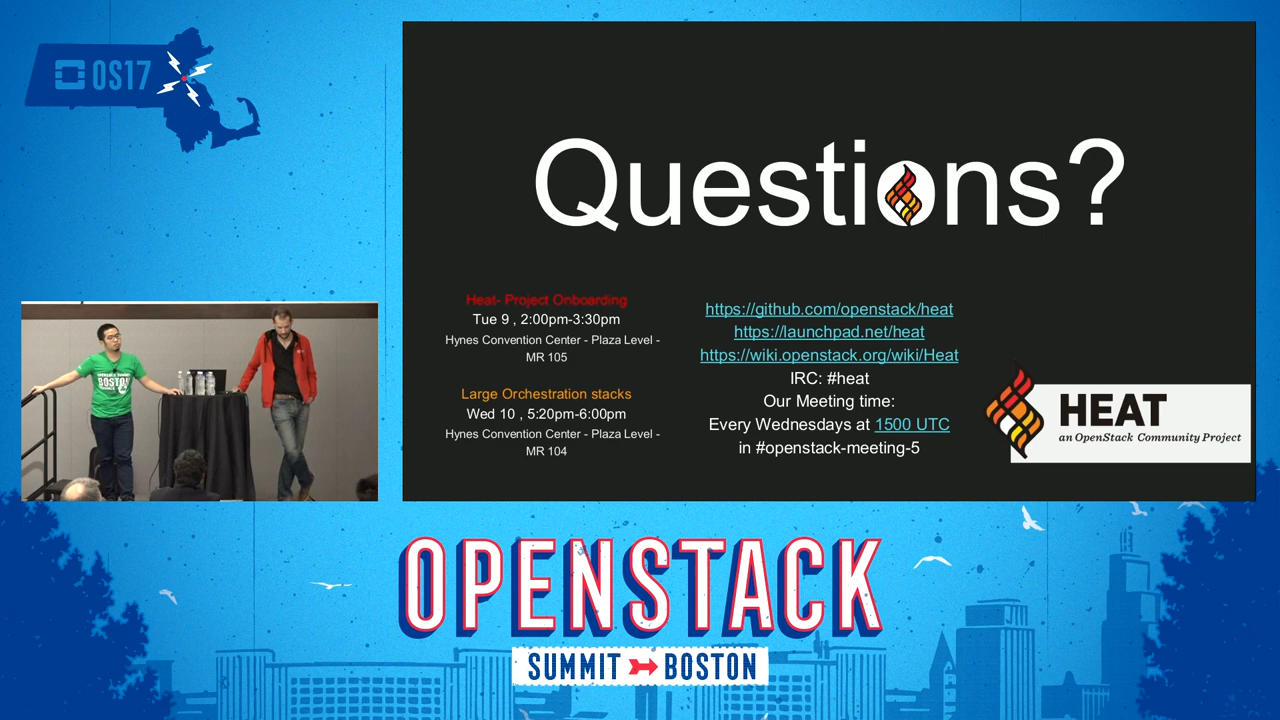 OS17
Questions?
Heat- Project Onboarding
Tue 9 , 2:00pm-3:30pm
Hynes Convention Center - Plaza Level -
MR 105
Large Orchestration stacks
Wed 10 , 5:20pm-6:00pm
Hynes Convention Center - Plaza Level -
MR 104
https://github.com/openstack/heat
https://launchpad.net/heat
https://wiki.openstack.org/wiki/Heat
IRC: #heat
Our Meeting time:
Every Wednesdays at 1500 UTC
in #openstack-meeting-5
HEAT
an OpenStack Community Project
BOSTON
OPENSTACK
SUMMIT BOSTON